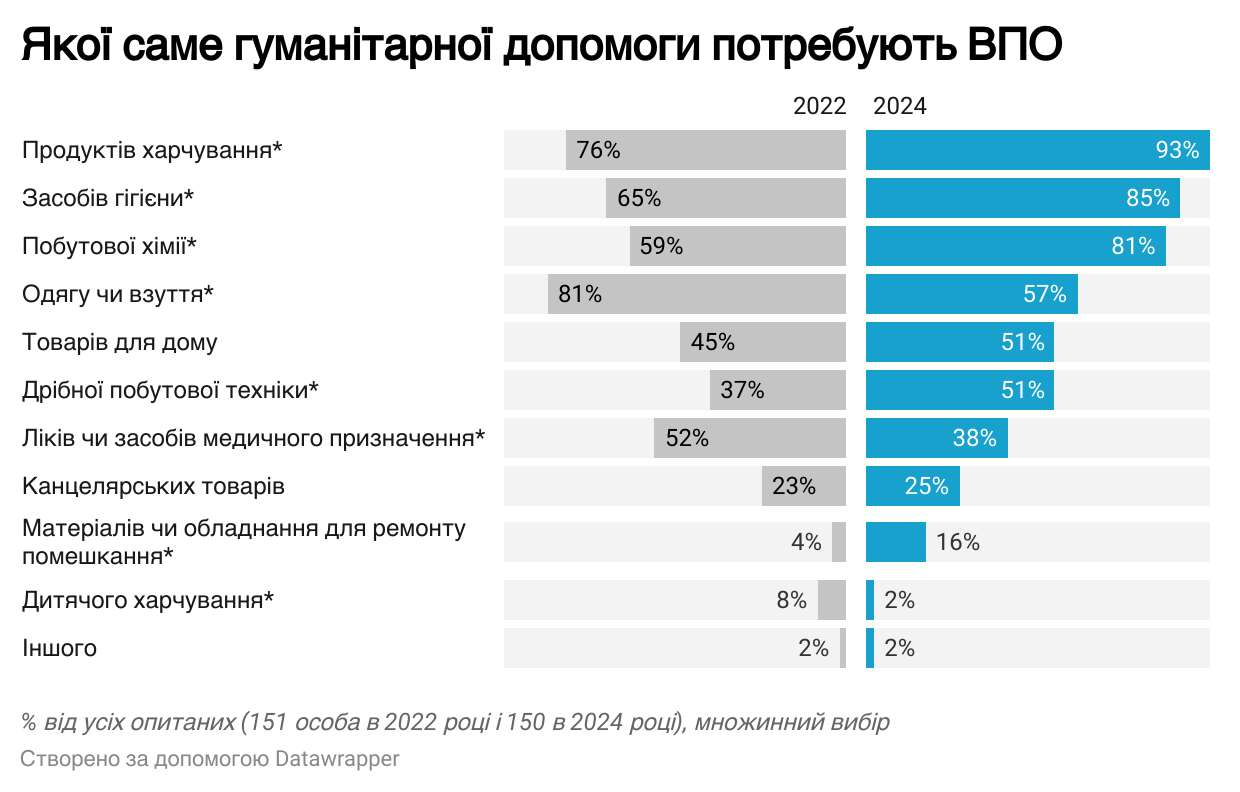 Якої саме гуманітарної допомоги потребують ВПО
2022 2024
Продуктів харчування* 76% 93%
Засобів гігієни* 65% 85%
Побутової хімії* 59% 81%
Одягу чи взуття* 81% 57%
Товарів для дому 45% 51%
Дрібної побутової техніки* 37% 51%
Ліків чи засобів медичного призначення* 52% 38%
Канцелярських товарів 23% 25%
Матеріалів чи обладнання для ремонту
помешкання* 4% 16%
Дитячого харчування* 8% 2%
Іншого 2% 2%
% від усіх опитаних (151 особа в 2022 році і 150 в 2024 році), множинний вибір
Створено за допомогою Datawrapper